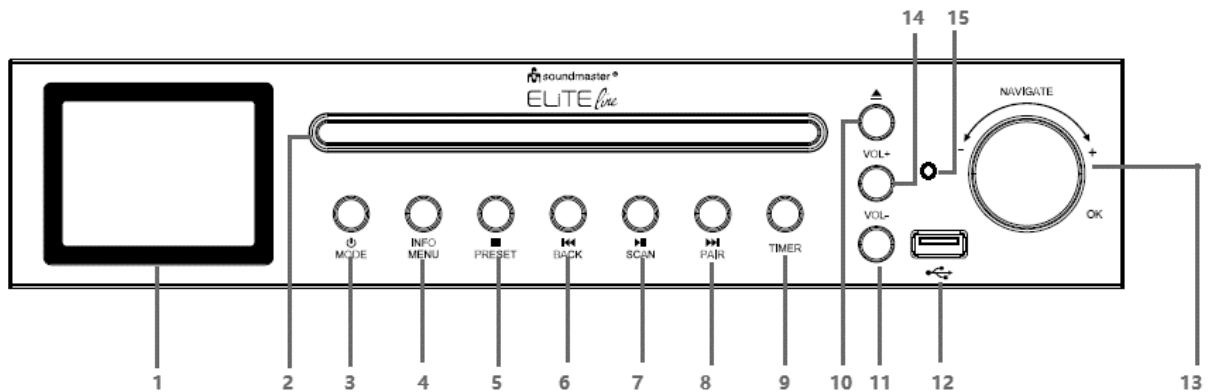 14 15
soundmaster®
ELiTE line
NAVIGATE
VOL+
- +
VOL-
OK
MODE
INFO
MENU
PRESET
BACK
SCAN
PAIR
TIMER
1 2 3 4 5 6 7 8 9 10 11 12 13